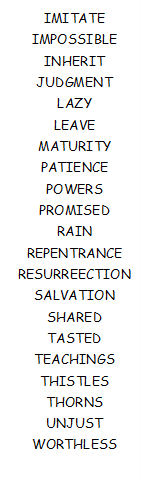 IMITATE
IMPOSSIBLE
INHERIT
JUDGMENT
LAZY
LEAVE
MATURITY
PATIENCE
POWERS
PROMISED
RAIN
REPENTRANCE
RESURREECTION
SALVATION
SHARED
TASTED
TEACHINGS
THISTLES
THORNS
UNJUST
WORTHLESS